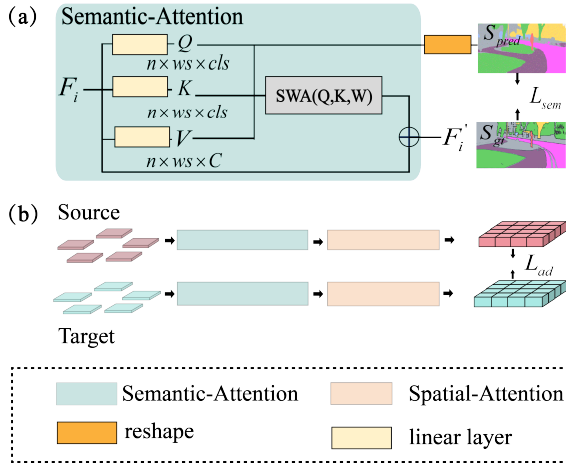 (a)
Semantic-Attention
Q
n×ws×cls
S_pred
F_i
K
n×ws×cls
SWA(Q,K,W)
L_sem
V
n×ws×C
F_i'
S_gt
(b)
Source
L_ad
Target
Semantic-Attention
Spatial-Attention
reshape
linear layer